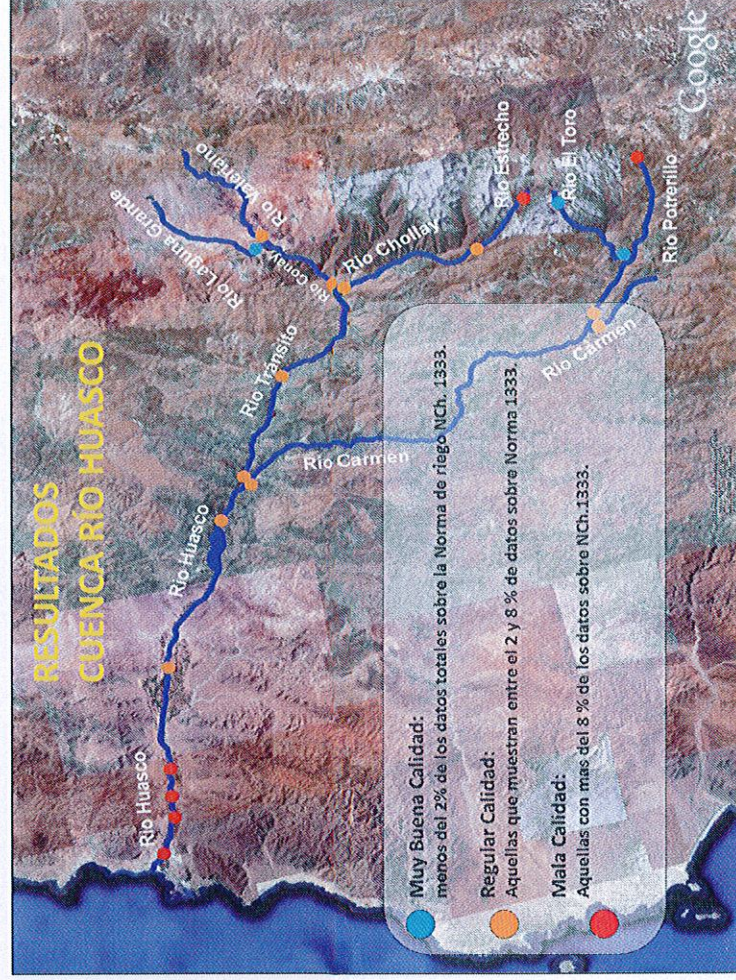 RESULTADOS
CUENCA RÍO HUASCO
Río Huasco
Río Huasco
Río Transito
Río Carmen
Río Laguna Grande
Río Valeriano
Río Conay
Río Chollay
Río Estrecho
Río El Toro
Río Potrerillo
Río Carmen
Muy Buena Calidad:
menos del 2% de los datos totales sobre la Norma de riego NCh. 1333.
Regular Calidad:
Aquellas que muestran entre el 2 y 8 % de datos sobre Norma 1333.
Mala Calidad:
Aquellas con mas del 8 % de los datos sobre NCh.1333.
Google